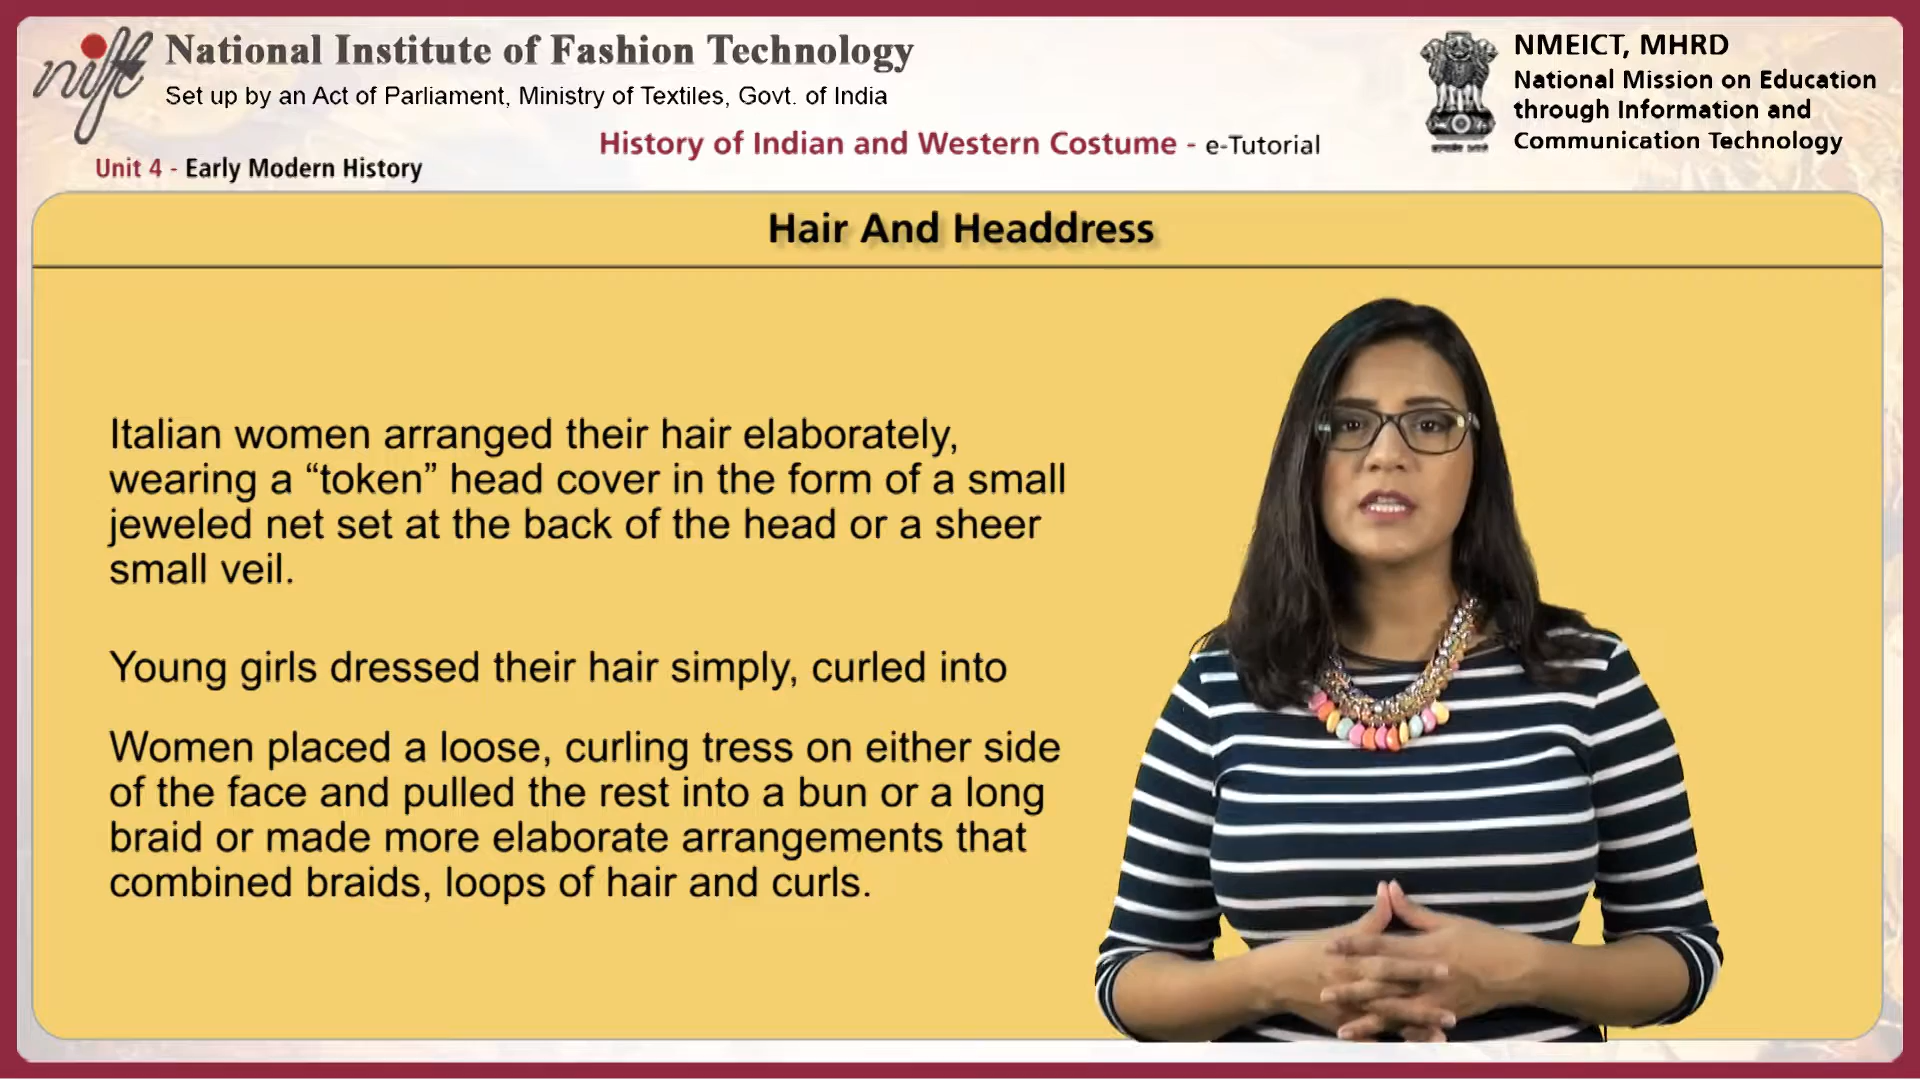 nift
National Institute of Fashion Technology
Set up by an Act of Parliament, Ministry of Textiles, Govt. of India
NMEICT, MHRD
National Mission on Education
through Information and
Communication Technology
History of Indian and Western Costume - e-Tutorial
Unit 4 - Early Modern History
Hair And Headdress
Italian women arranged their hair elaborately,
wearing a “token” head cover in the form of a small
jeweled net set at the back of the head or a sheer
small veil.
Young girls dressed their hair simply, curled into
Women placed a loose, curling tress on either side
of the face and pulled the rest into a bun or a long
braid or made more elaborate arrangements that
combined braids, loops of hair and curls.